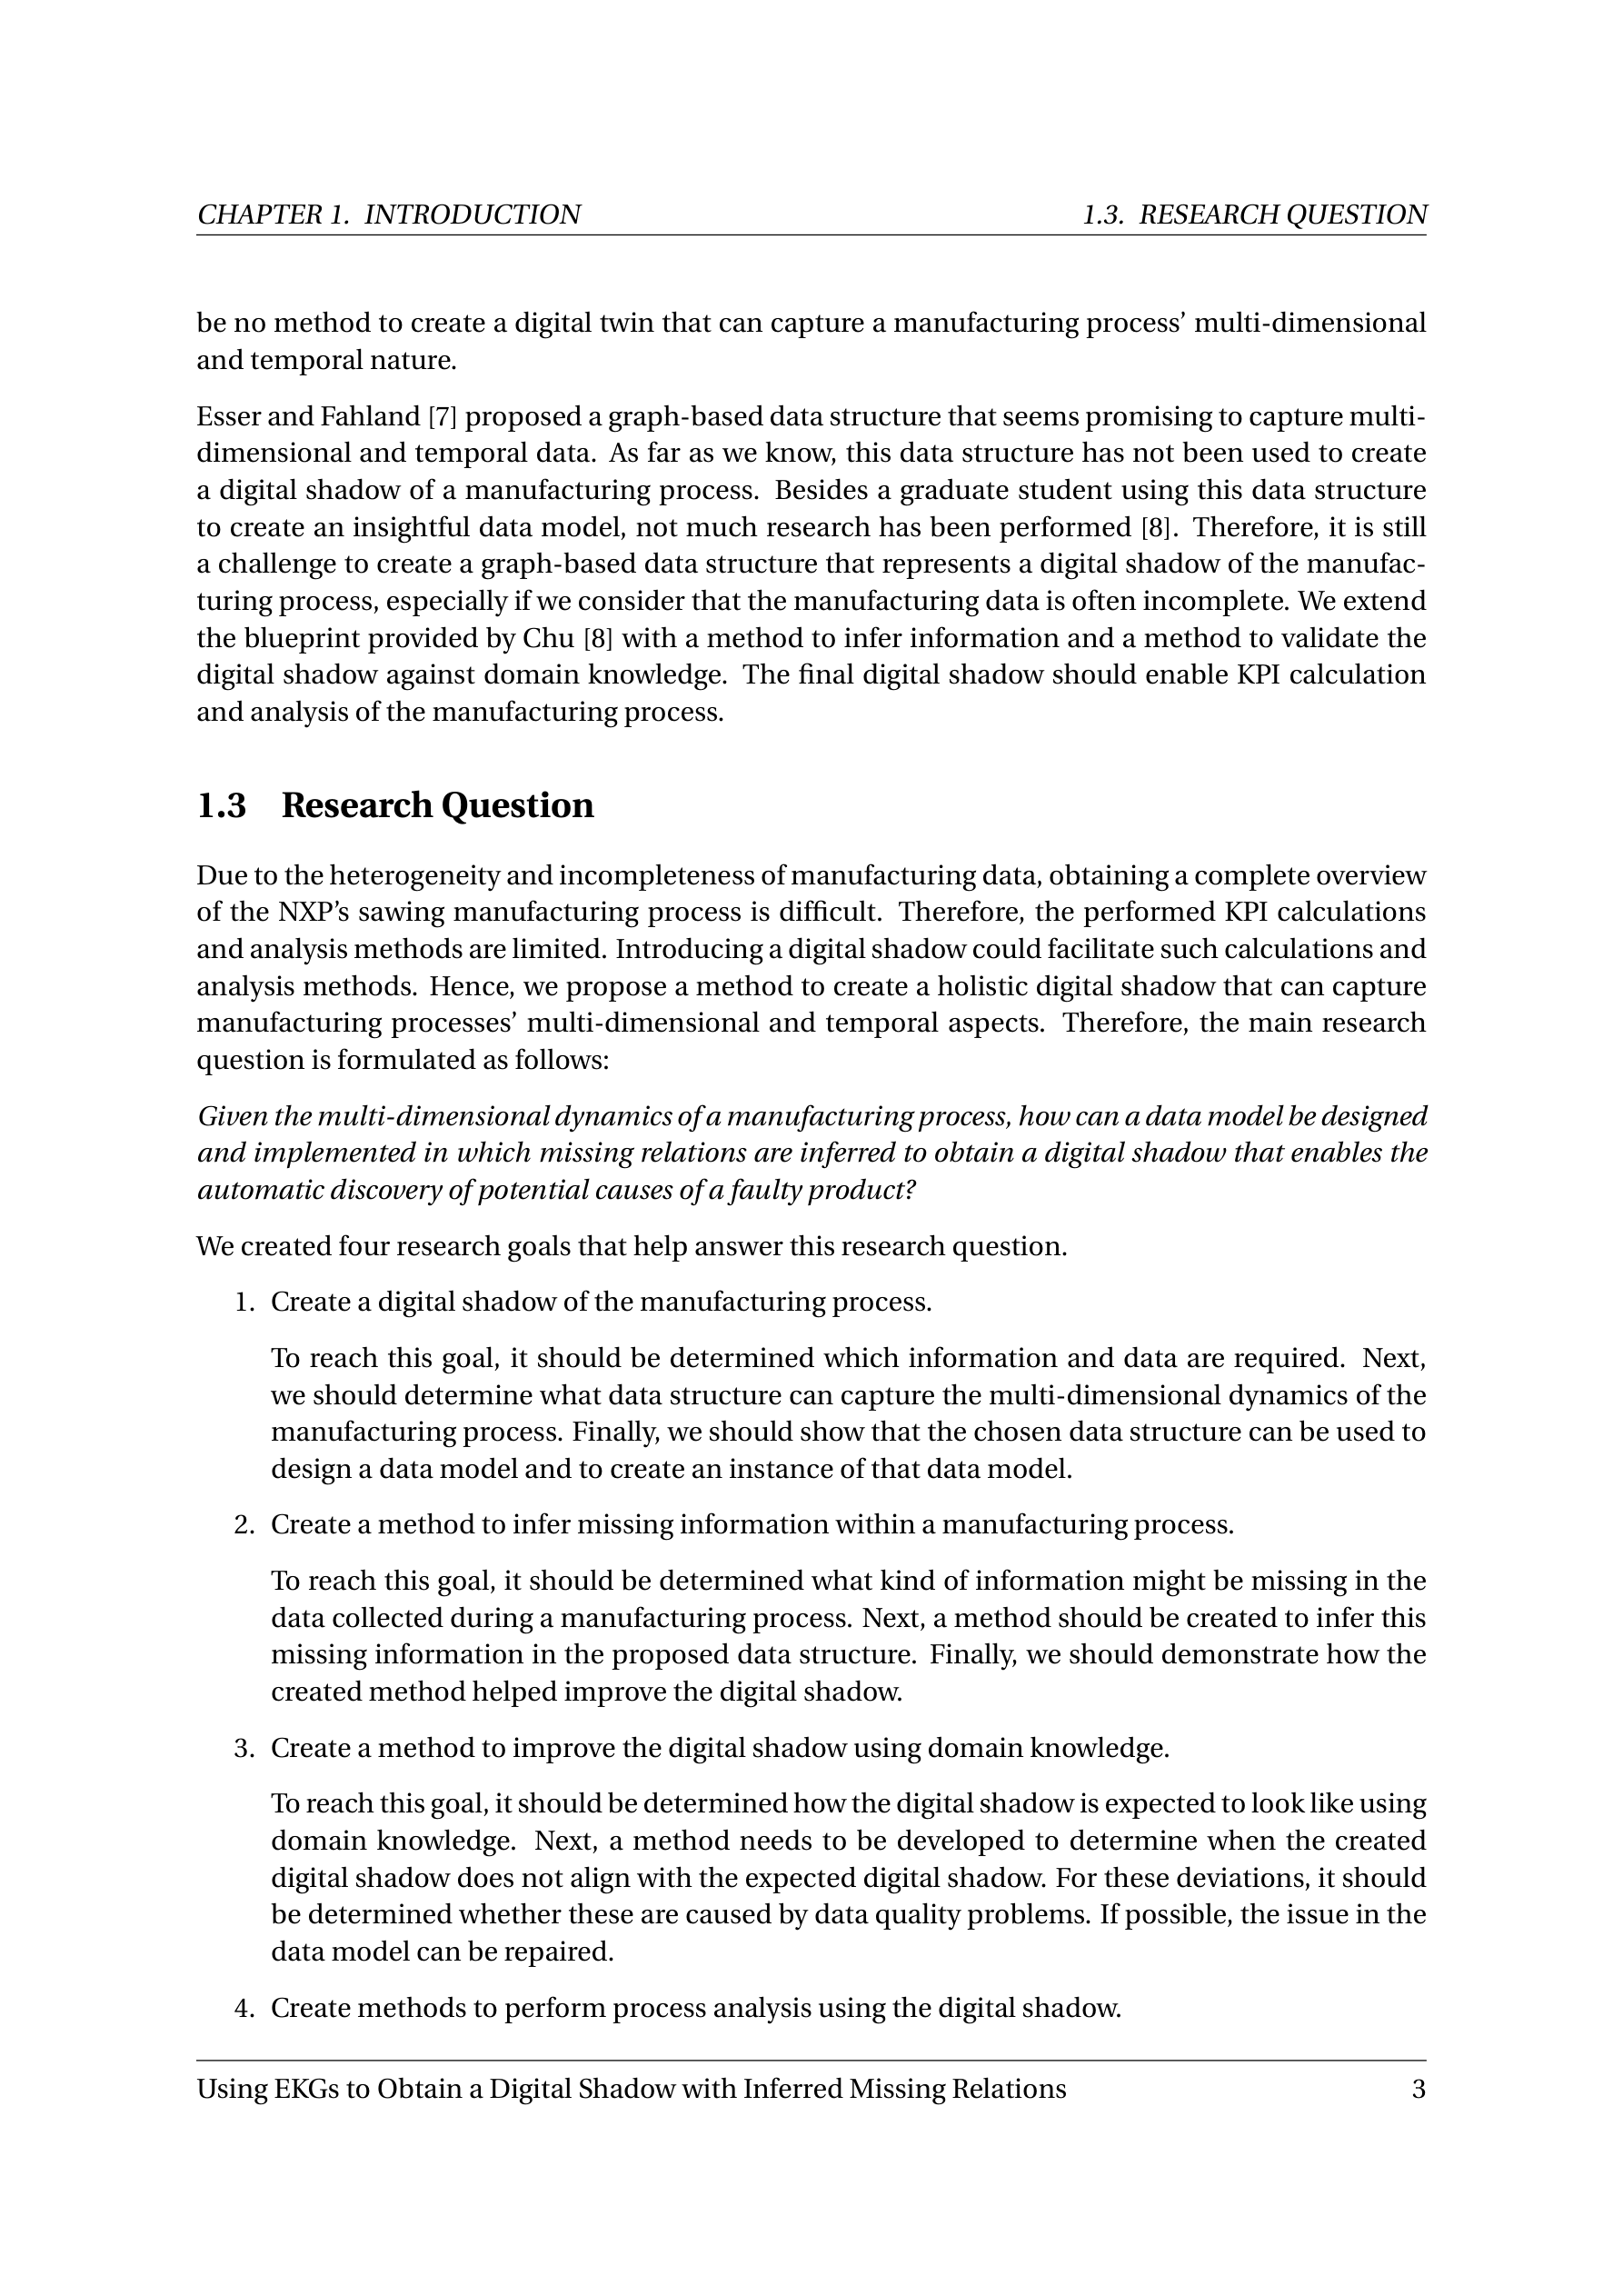 CHAPTER 1. INTRODUCTION 1.3. RESEARCH QUESTION
be no method to create a digital twin that can capture a manufacturing process’ multi-dimensional
and temporal nature.
Esser and Fahland [7] proposed a graph-based data structure that seems promising to capture multi-
dimensional and temporal data. As far as we know, this data structure has not been used to create
a digital shadow of a manufacturing process. Besides a graduate student using this data structure
to create an insightful data model, not much research has been performed [8]. Therefore, it is still
a challenge to create a graph-based data structure that represents a digital shadow of the manufac-
turing process, especially if we consider that the manufacturing data is often incomplete. We extend
the blueprint provided by Chu [8] with a method to infer information and a method to validate the
digital shadow against domain knowledge. The final digital shadow should enable KPI calculation
and analysis of the manufacturing process.
1.3 Research Question
Due to the heterogeneity and incompleteness of manufacturing data, obtaining a complete overview
of the NXP’s sawing manufacturing process is difficult. Therefore, the performed KPI calculations
and analysis methods are limited. Introducing a digital shadow could facilitate such calculations and
analysis methods. Hence, we propose a method to create a holistic digital shadow that can capture
manufacturing processes’ multi-dimensional and temporal aspects. Therefore, the main research
question is formulated as follows:
Given the multi-dimensional dynamics of a manufacturing process, how can a data model be designed
and implemented in which missing relations are inferred to obtain a digital shadow that enables the
automatic discovery of potential causes of a faulty product?
We created four research goals that help answer this research question.
1. Create a digital shadow of the manufacturing process.
To reach this goal, it should be determined which information and data are required. Next,
we should determine what data structure can capture the multi-dimensional dynamics of the
manufacturing process. Finally, we should show that the chosen data structure can be used to
design a data model and to create an instance of that data model.
2. Create a method to infer missing information within a manufacturing process.
To reach this goal, it should be determined what kind of information might be missing in the
data collected during a manufacturing process. Next, a method should be created to infer this
missing information in the proposed data structure. Finally, we should demonstrate how the
created method helped improve the digital shadow.
3. Create a method to improve the digital shadow using domain knowledge.
To reach this goal, it should be determined how the digital shadow is expected to look like using
domain knowledge. Next, a method needs to be developed to determine when the created
digital shadow does not align with the expected digital shadow. For these deviations, it should
be determined whether these are caused by data quality problems. If possible, the issue in the
data model can be repaired.
4. Create methods to perform process analysis using the digital shadow.
Using EKGs to Obtain a Digital Shadow with Inferred Missing Relations 3